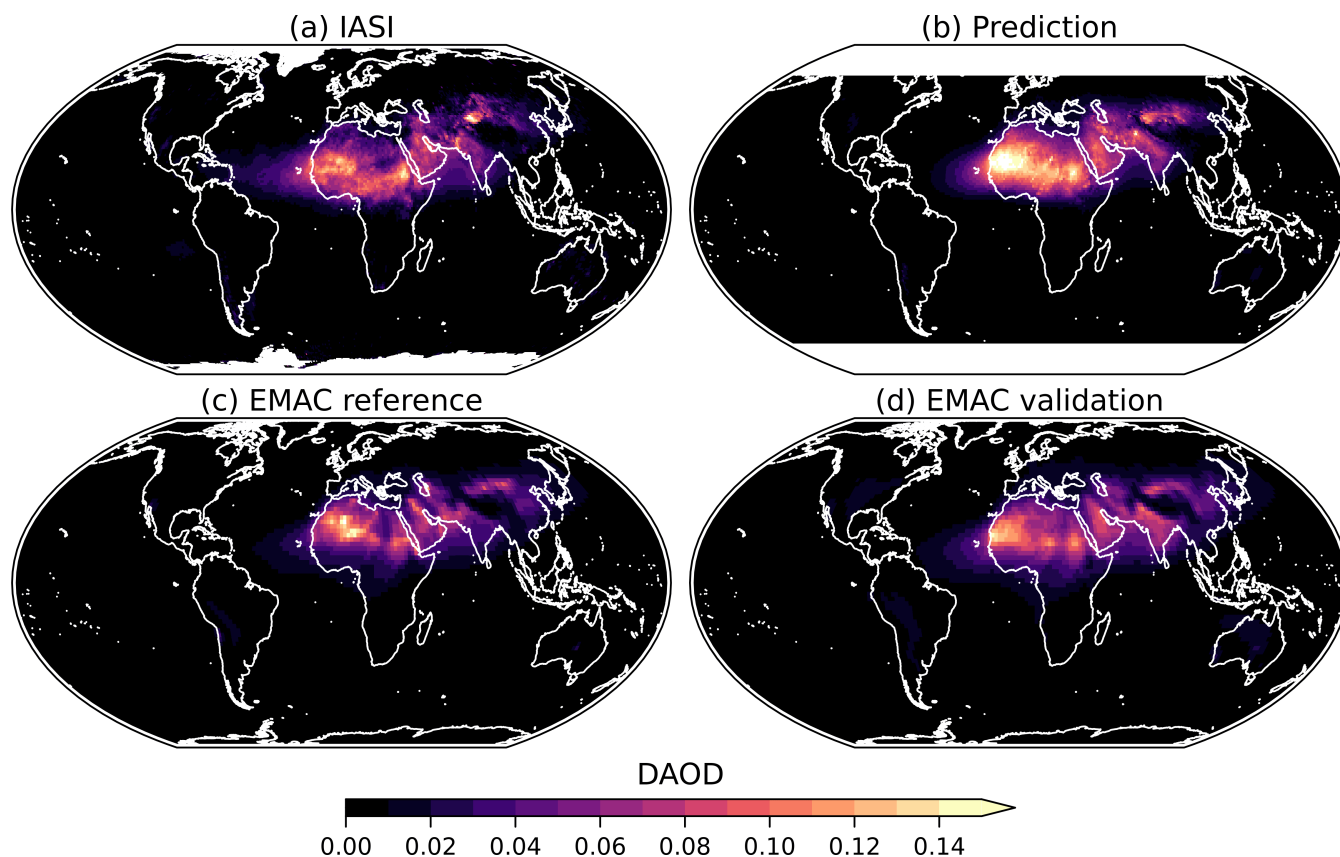 (a) IASI
(b) Prediction
(c) EMAC reference
(d) EMAC validation
DAOD
0.00 0.02 0.04 0.06 0.08 0.10 0.12 0.14